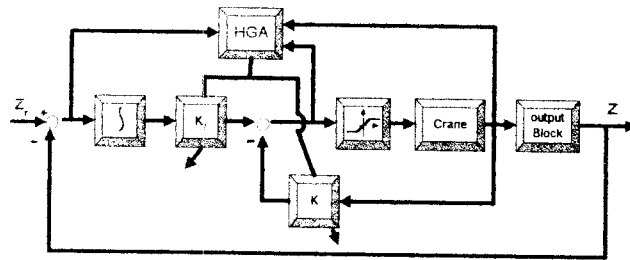 HGA
Z_r
+
-
∫
K_i
-
Crane
output
Block
Z
K